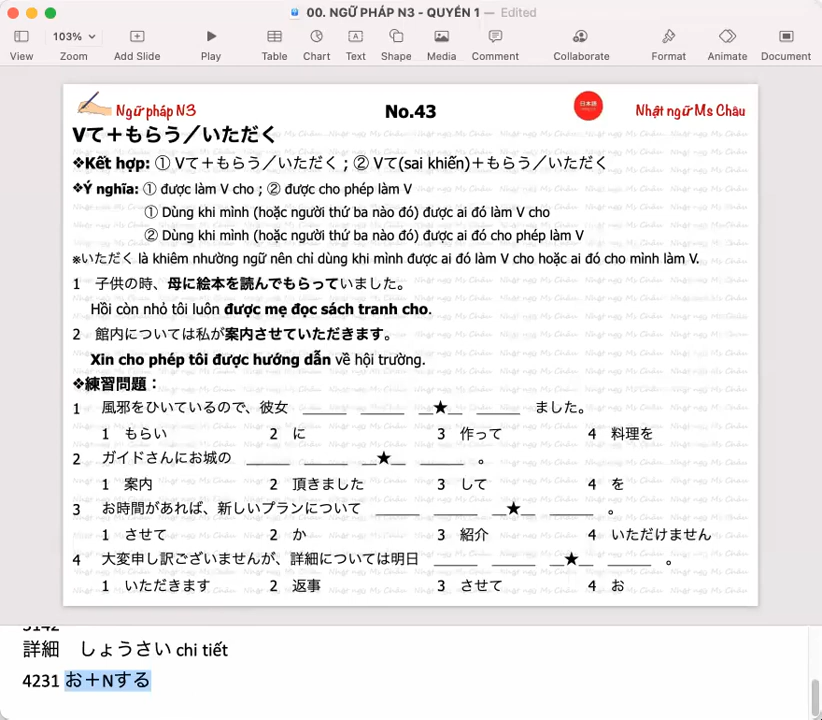 00. NGỮ PHÁP N3 - QUYỂN 1 — Edited
103%
View Zoom Add Slide Play Table Chart Text Shape Media Comment Collaborate Format Animate Document
Ngữ pháp N3 No.43 日本語 Nhật ngữ Ms Châu
Vて＋もらう／いただく
❖Kết hợp: ① Vて＋もらう／いただく ; ② Vて(sai khiến)＋もらう／いただく
❖Ý nghĩa: ① được làm V cho ; ② được cho phép làm V
① Dùng khi mình (hoặc người thứ ba nào đó) được ai đó làm V cho
② Dùng khi mình (hoặc người thứ ba nào đó) được ai đó cho phép làm V
※いただく là khiêm nhường ngữ nên chỉ dùng khi mình được ai đó làm V cho hoặc ai đó cho mình làm V.
1 子供の時、母に絵本を読んでもらっていました。
Hồi còn nhỏ tôi luôn được mẹ đọc sách tranh cho.
2 館内については私が案内させていただきます。
Xin cho phép tôi được hướng dẫn về hội trường.
❖練習問題：
1 風邪をひいているので、彼女 ＿＿ ＿＿ ＿★＿ ＿＿ ました。
1 もらい 2 に 3 作って 4 料理を
2 ガイドさんにお城の ＿＿ ＿＿ ＿★＿ ＿＿ 。
1 案内 2 頂きました 3 して 4 を
3 お時間があれば、新しいプランについて ＿＿ ＿＿ ＿★＿ ＿＿ 。
1 させて 2 か 3 紹介 4 いただけません
4 大変申し訳ございませんが、詳細については明日 ＿＿ ＿＿ ＿★＿ ＿＿ 。
1 いただきます 2 返事 3 させて 4 お
3142
詳細 しょうさい chi tiết
4231 お＋Nする